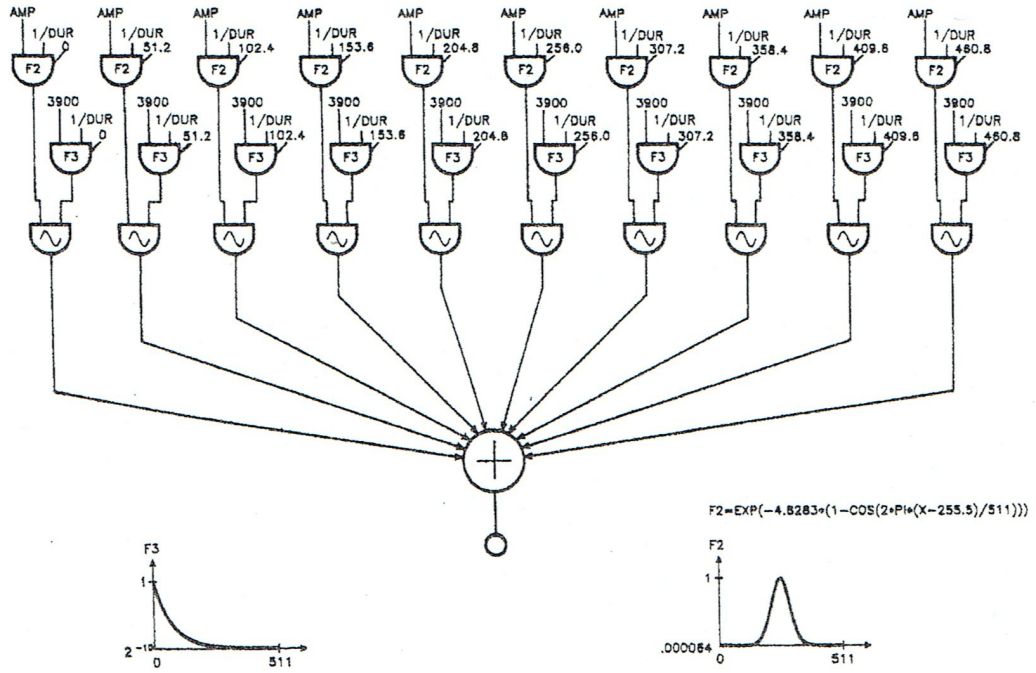 AMP AMP AMP AMP AMP AMP AMP AMP AMP AMP
1/DUR 1/DUR 1/DUR 1/DUR 1/DUR 1/DUR 1/DUR 1/DUR 1/DUR 1/DUR
0 51.2 102.4 153.6 204.8 256.0 307.2 358.4 409.6 460.8
F2 F2 F2 F2 F2 F2 F2 F2 F2 F2
3900 3900 3900 3900 3900 3900 3900 3900 3900 3900
1/DUR 1/DUR 1/DUR 1/DUR 1/DUR 1/DUR 1/DUR 1/DUR 1/DUR 1/DUR
0 51.2 102.4 153.6 204.8 256.0 307.2 358.4 409.6 460.8
F3 F3 F3 F3 F3 F3 F3 F3 F3 F3
F2=EXP(-4.8283*(1-COS(2*PI*(X-255.5)/511)))
F3
1
0
511
F2
1
0
511